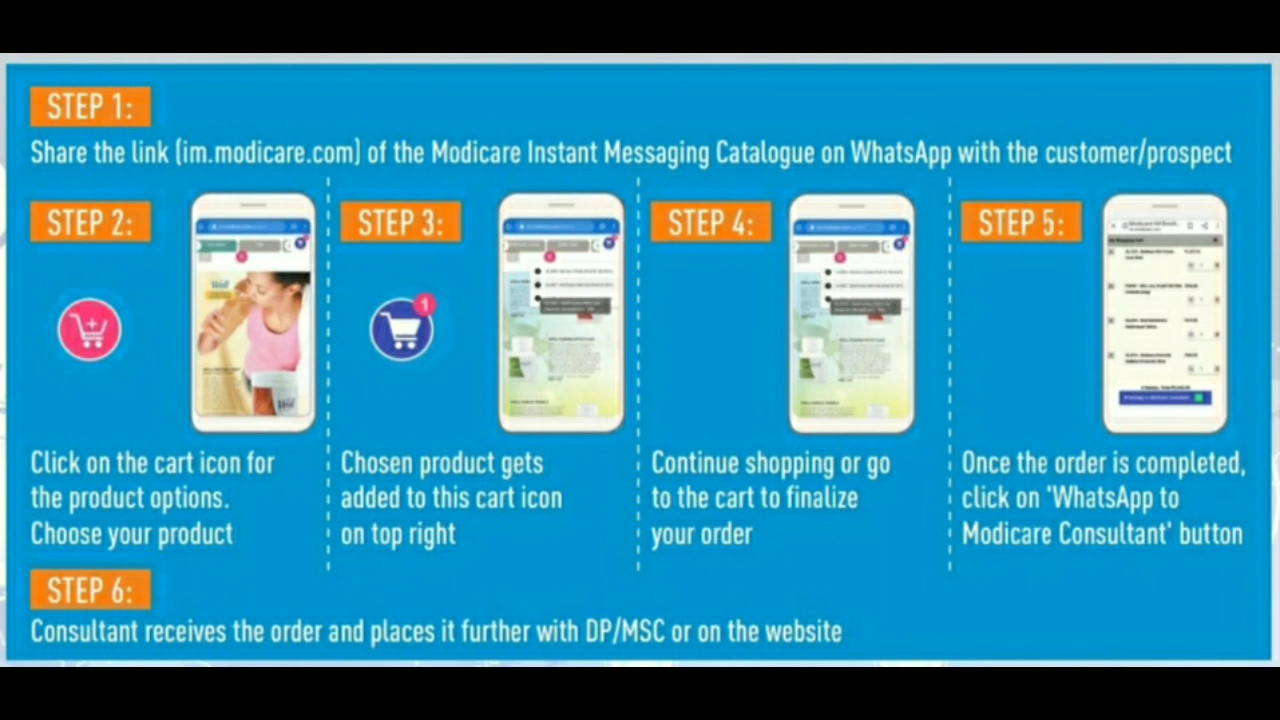 STEP 1:
Share the link (im.modicare.com) of the Modicare Instant Messaging Catalogue on WhatsApp with the customer/prospect
STEP 2:
Click on the cart icon for
the product options.
Choose your product
STEP 3:
1
Chosen product gets
added to this cart icon
on top right
STEP 4:
Continue shopping or go
to the cart to finalize
your order
STEP 5:
Once the order is completed,
click on 'WhatsApp to
Modicare Consultant' button
STEP 6:
Consultant receives the order and places it further with DP/MSC or on the website